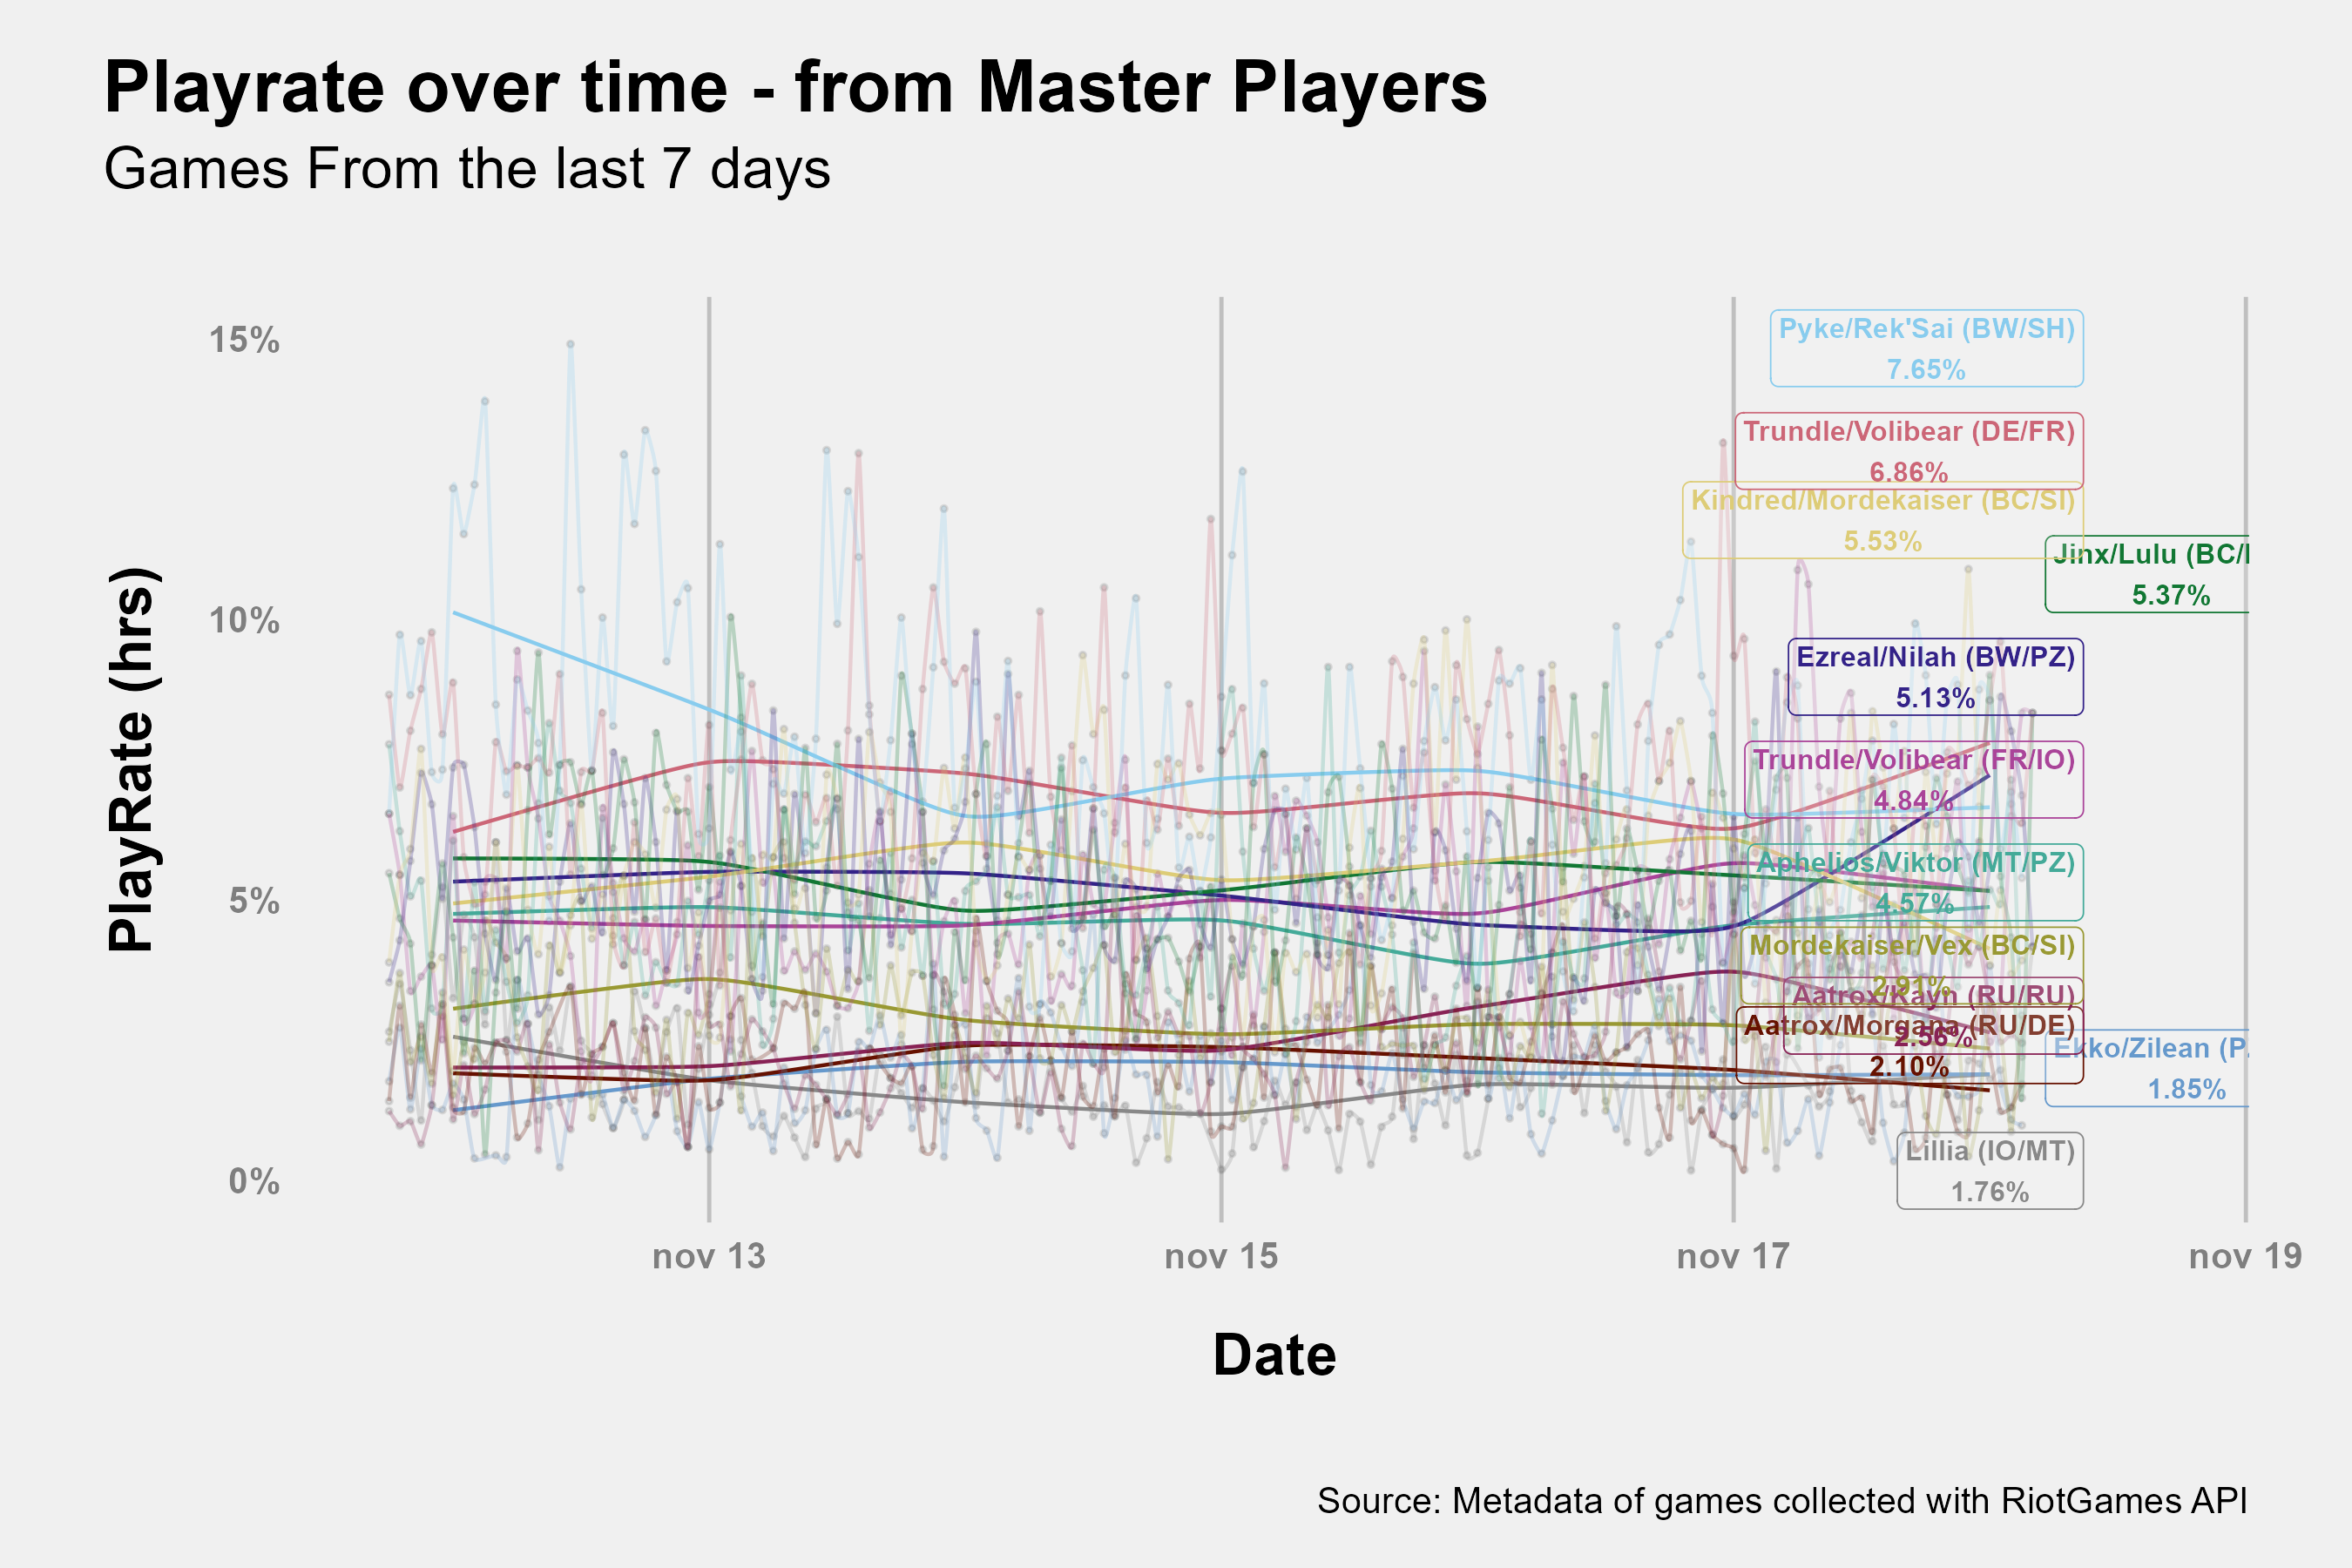 Playrate over time - from Master Players
Games From the last 7 days
PlayRate (hrs)
15%
10%
5%
0%
Pyke/Rek'Sai (BW/SH)
7.65%
Trundle/Volibear (DE/FR)
6.86%
Kindred/Mordekaiser (BC/SI)
5.53%
Jinx/Lulu (BC/
5.37%
Ezreal/Nilah (BW/PZ)
5.13%
Trundle/Volibear (FR/IO)
4.84%
Aphelios/Viktor (MT/PZ)
4.57%
Mordekaiser/Vex (BC/SI)
2.91%
Aatrox/Kayn (RU/RU)
2.56%
Aatrox/Morgana (RU/DE)
2.10%
Ekko/Zilean (P
1.85%
Lillia (IO/MT)
1.76%
nov 13
nov 15
nov 17
nov 19
Date
Source: Metadata of games collected with RiotGames API